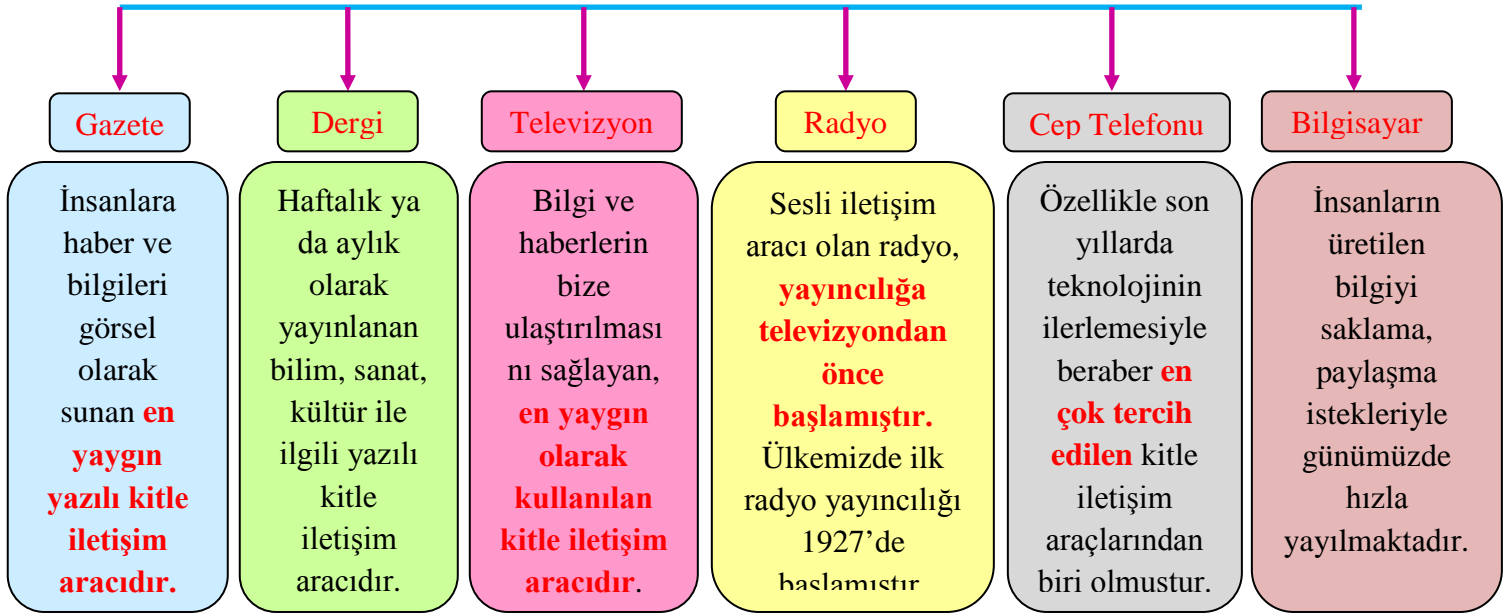 Gazete
İnsanlara
haber ve
bilgileri
görsel
olarak
sunan en
yaygın
yazılı kitle
iletişim
aracıdır.
Dergi
Haftalık ya
da aylık
olarak
yayınlanan
bilim, sanat,
kültür ile
ilgili yazılı
kitle
iletişim
aracıdır.
Televizyon
Bilgi ve
haberlerin
bize
ulaştırılması
nı sağlayan,
en yaygın
olarak
kullanılan
kitle iletişim
aracıdır.
Radyo
Sesli iletişim
aracı olan radyo,
yayıncılığa
televizyondan
önce
başlamıştır.
Ülkemizde ilk
radyo yayıncılığı
1927’de
başlamıştır
Cep Telefonu
Özellikle son
yıllarda
teknolojinin
ilerlemesiyle
beraber en
çok tercih
edilen kitle
iletişim
araçlarından
biri olmuştur.
Bilgisayar
İnsanların
üretilen
bilgiyi
saklama,
paylaşma
istekleriyle
günümüzde
hızla
yayılmaktadır.